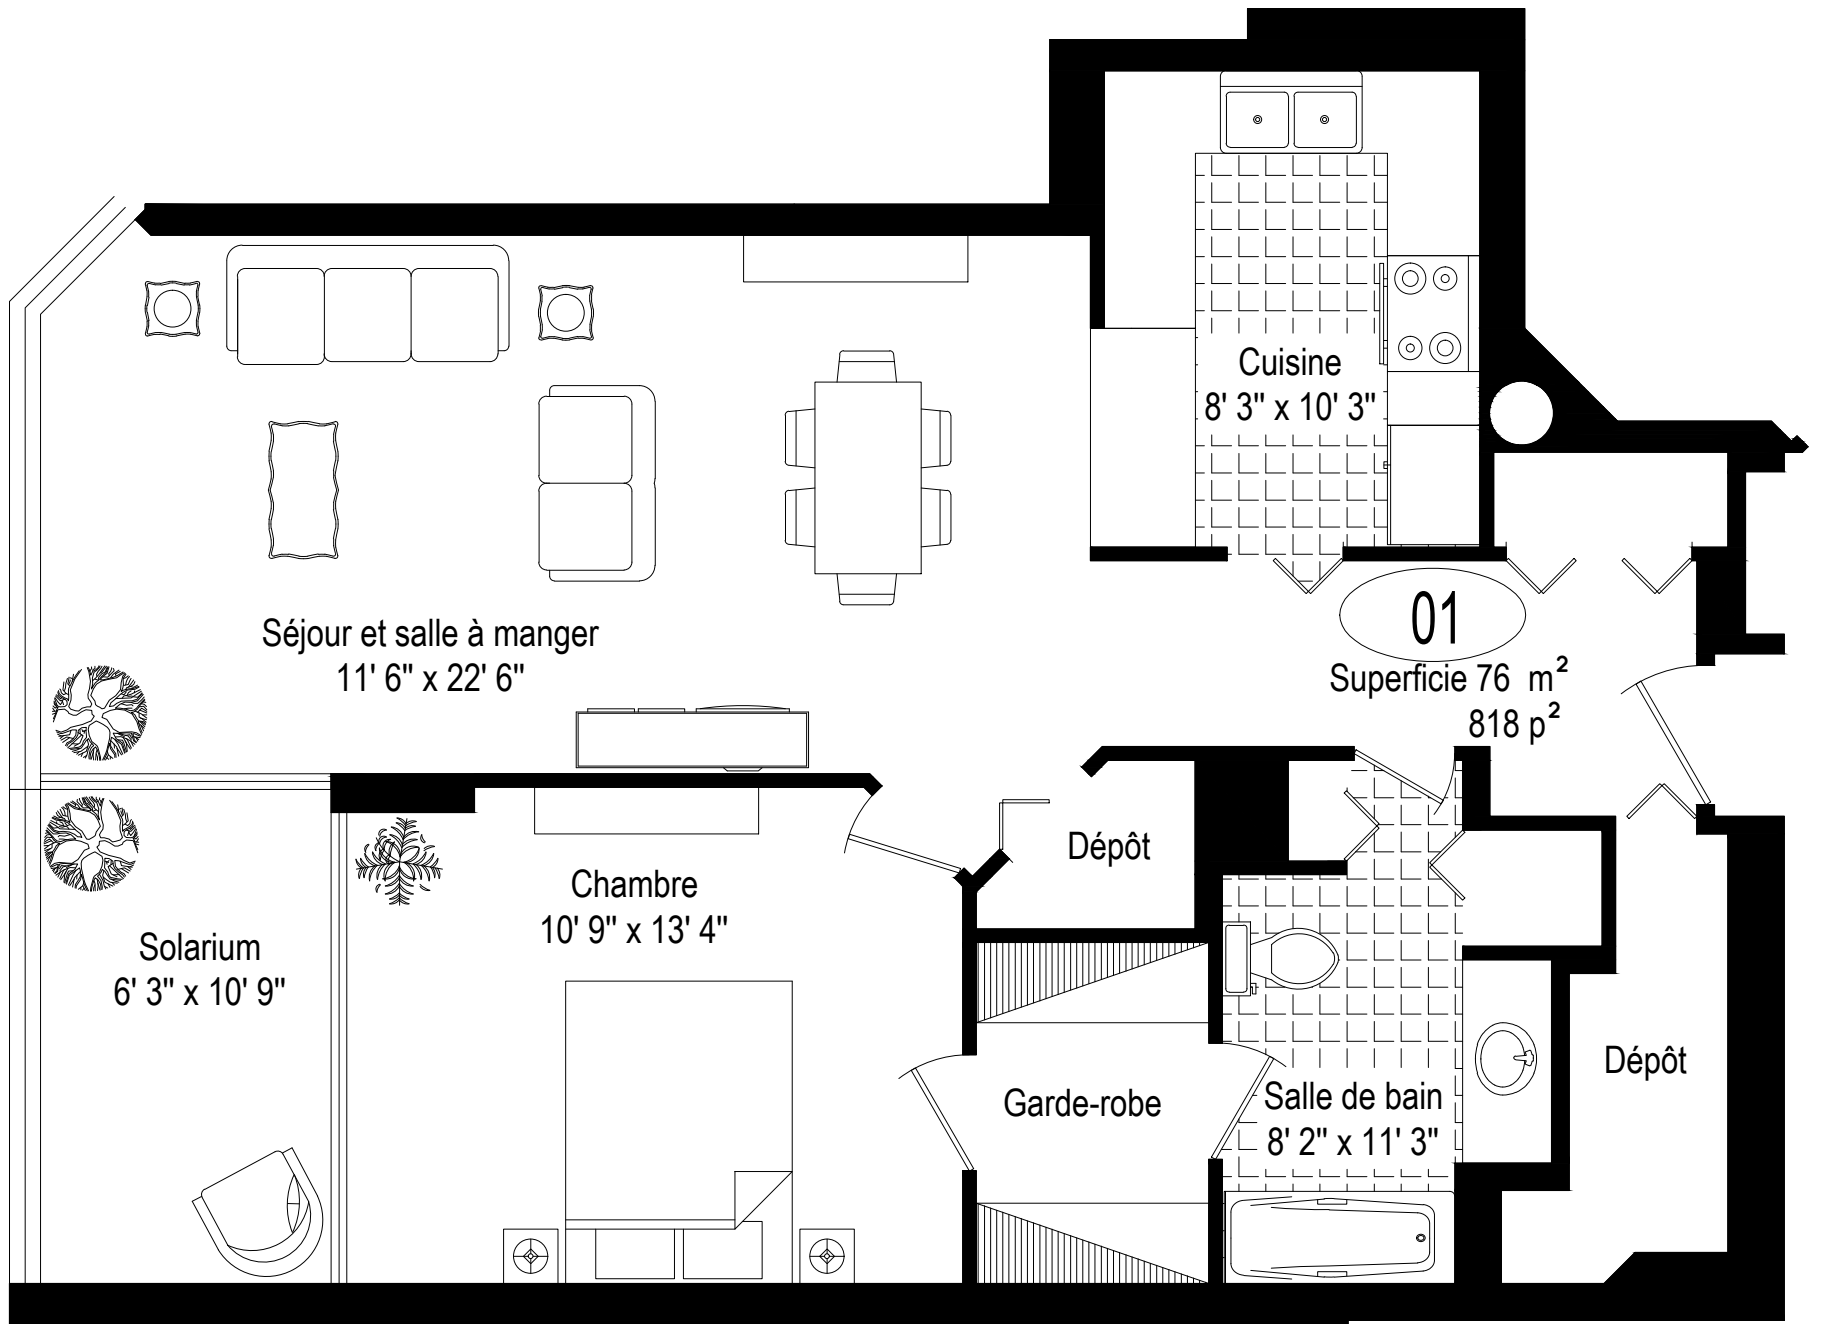 Cuisine
8' 3" x 10' 3"
01
Superficie 76 m²
818 p²
Séjour et salle à manger
11' 6" x 22' 6"
Dépôt
Chambre
10' 9" x 13' 4"
Solarium
6' 3" x 10' 9"
Garde-robe
Salle de bain
8' 2" x 11' 3"
Dépôt